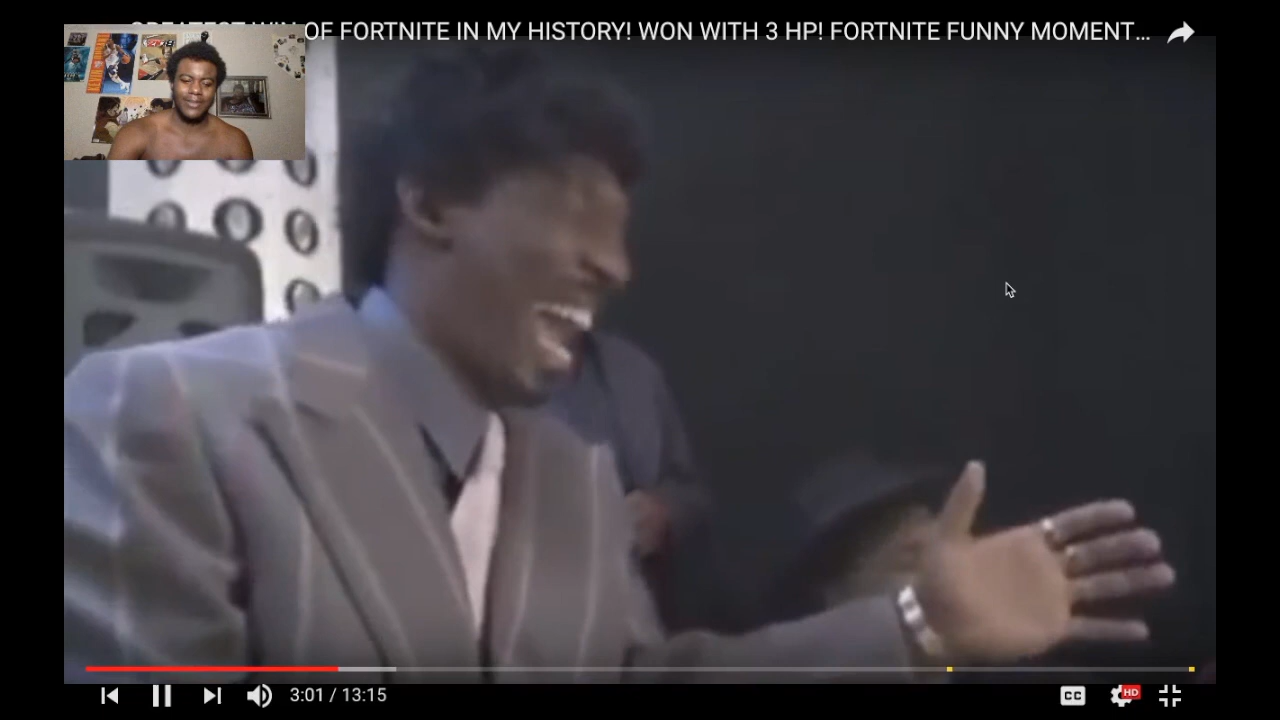 OF FORTNITE IN MY HISTORY! WON WITH 3 HP! FORTNITE FUNNY MOMENT...
3:01 / 13:15
CC
HD